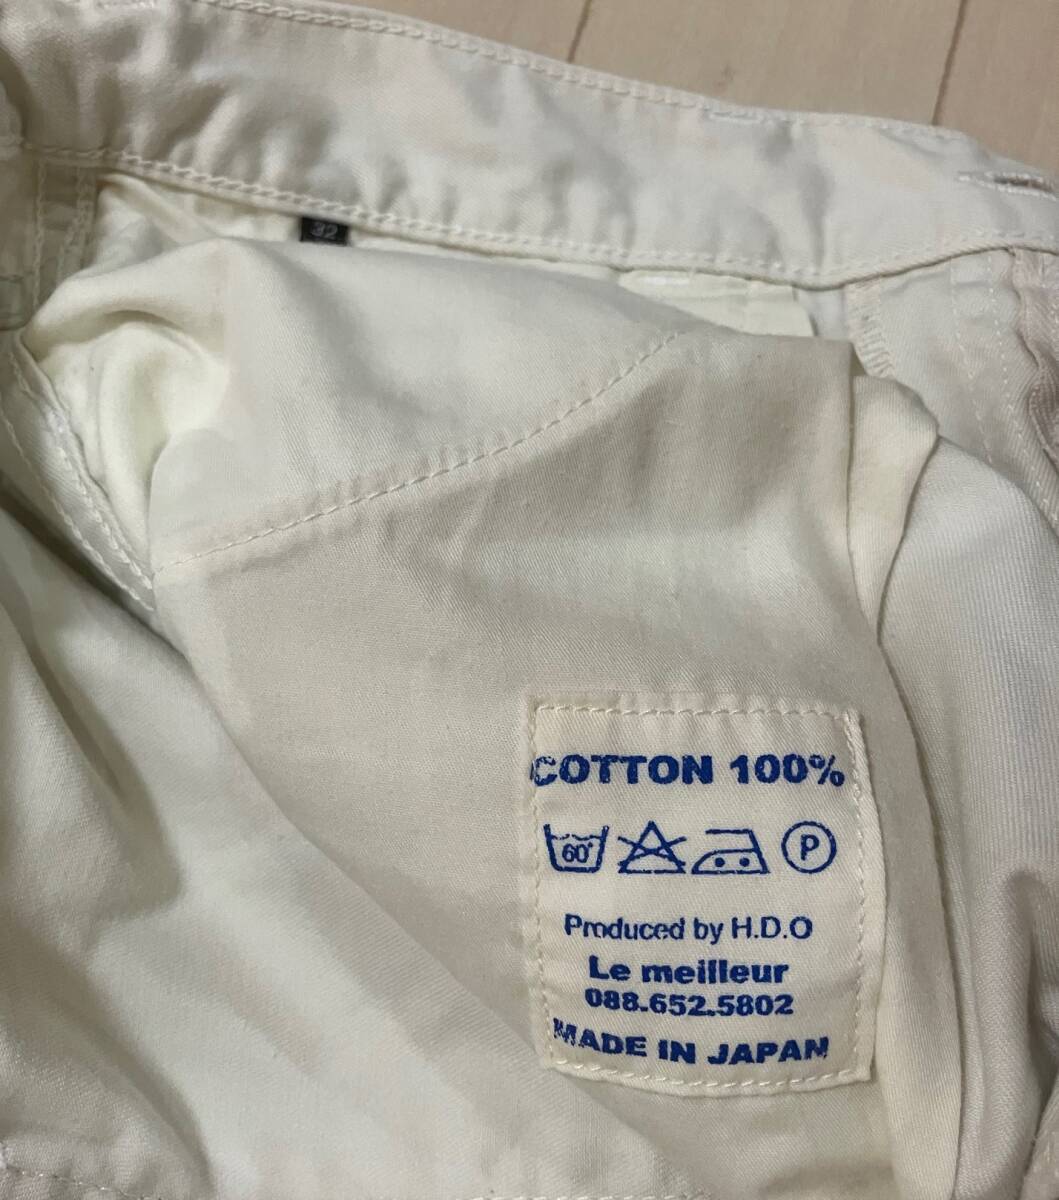 32
COTTON 100%
60° P
Produced by H.D.O
Le meilleur
088.652.5802
MADE IN JAPAN